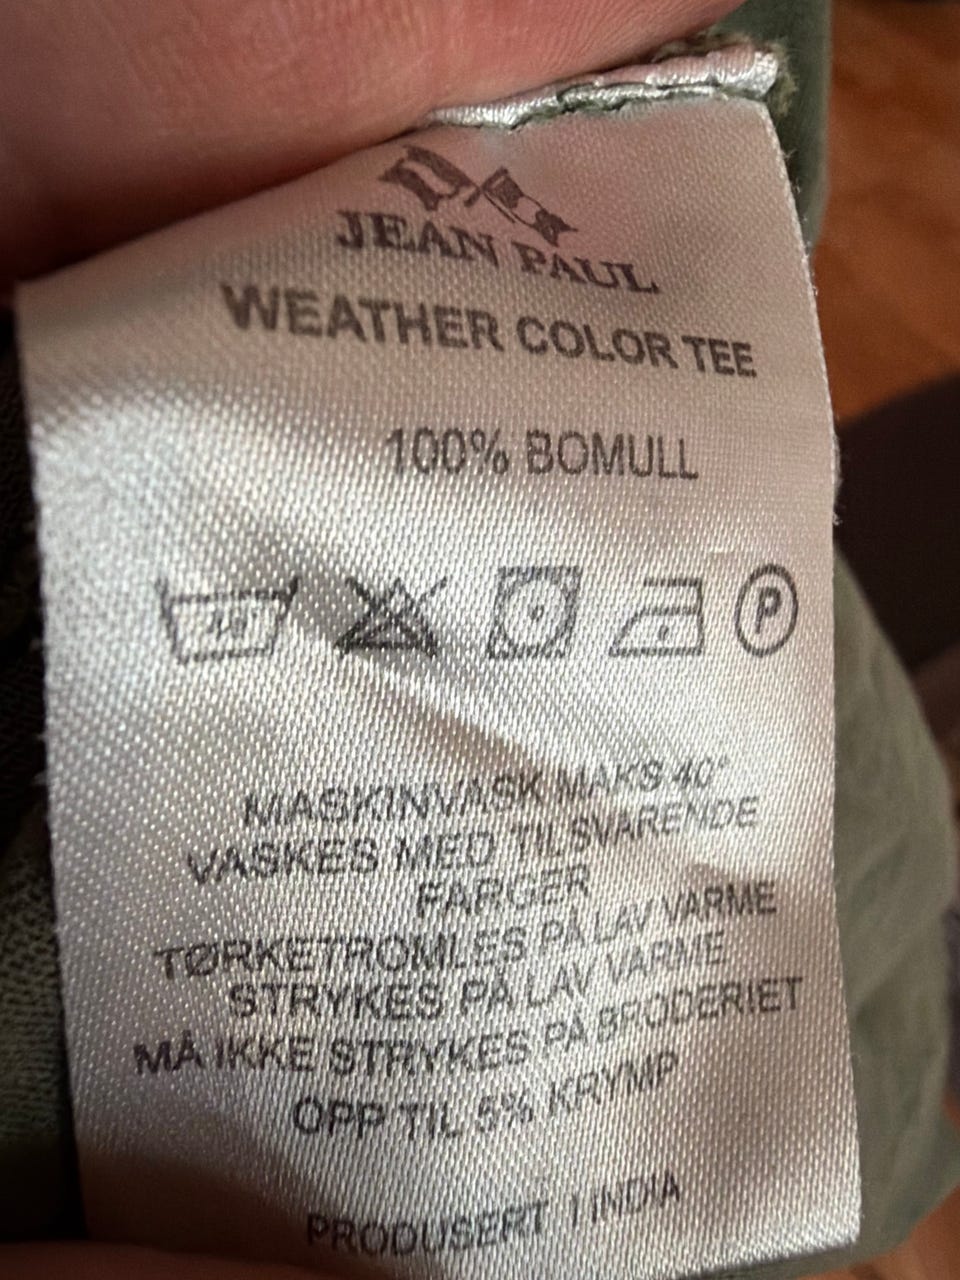 JEAN PAUL
WEATHER COLOR TEE
100% BOMULL
40
P
MASKINVASK MAKS 40°
VASKES MED TILSVARENDE
FARGER
TØRKETROMLES PÅ LAV VARME
STRYKES PÅ LAV VARME
MÅ IKKE STRYKES PÅ BRODERIET
OPP TIL 5% KRYMP
PRODUSERT I INDIA